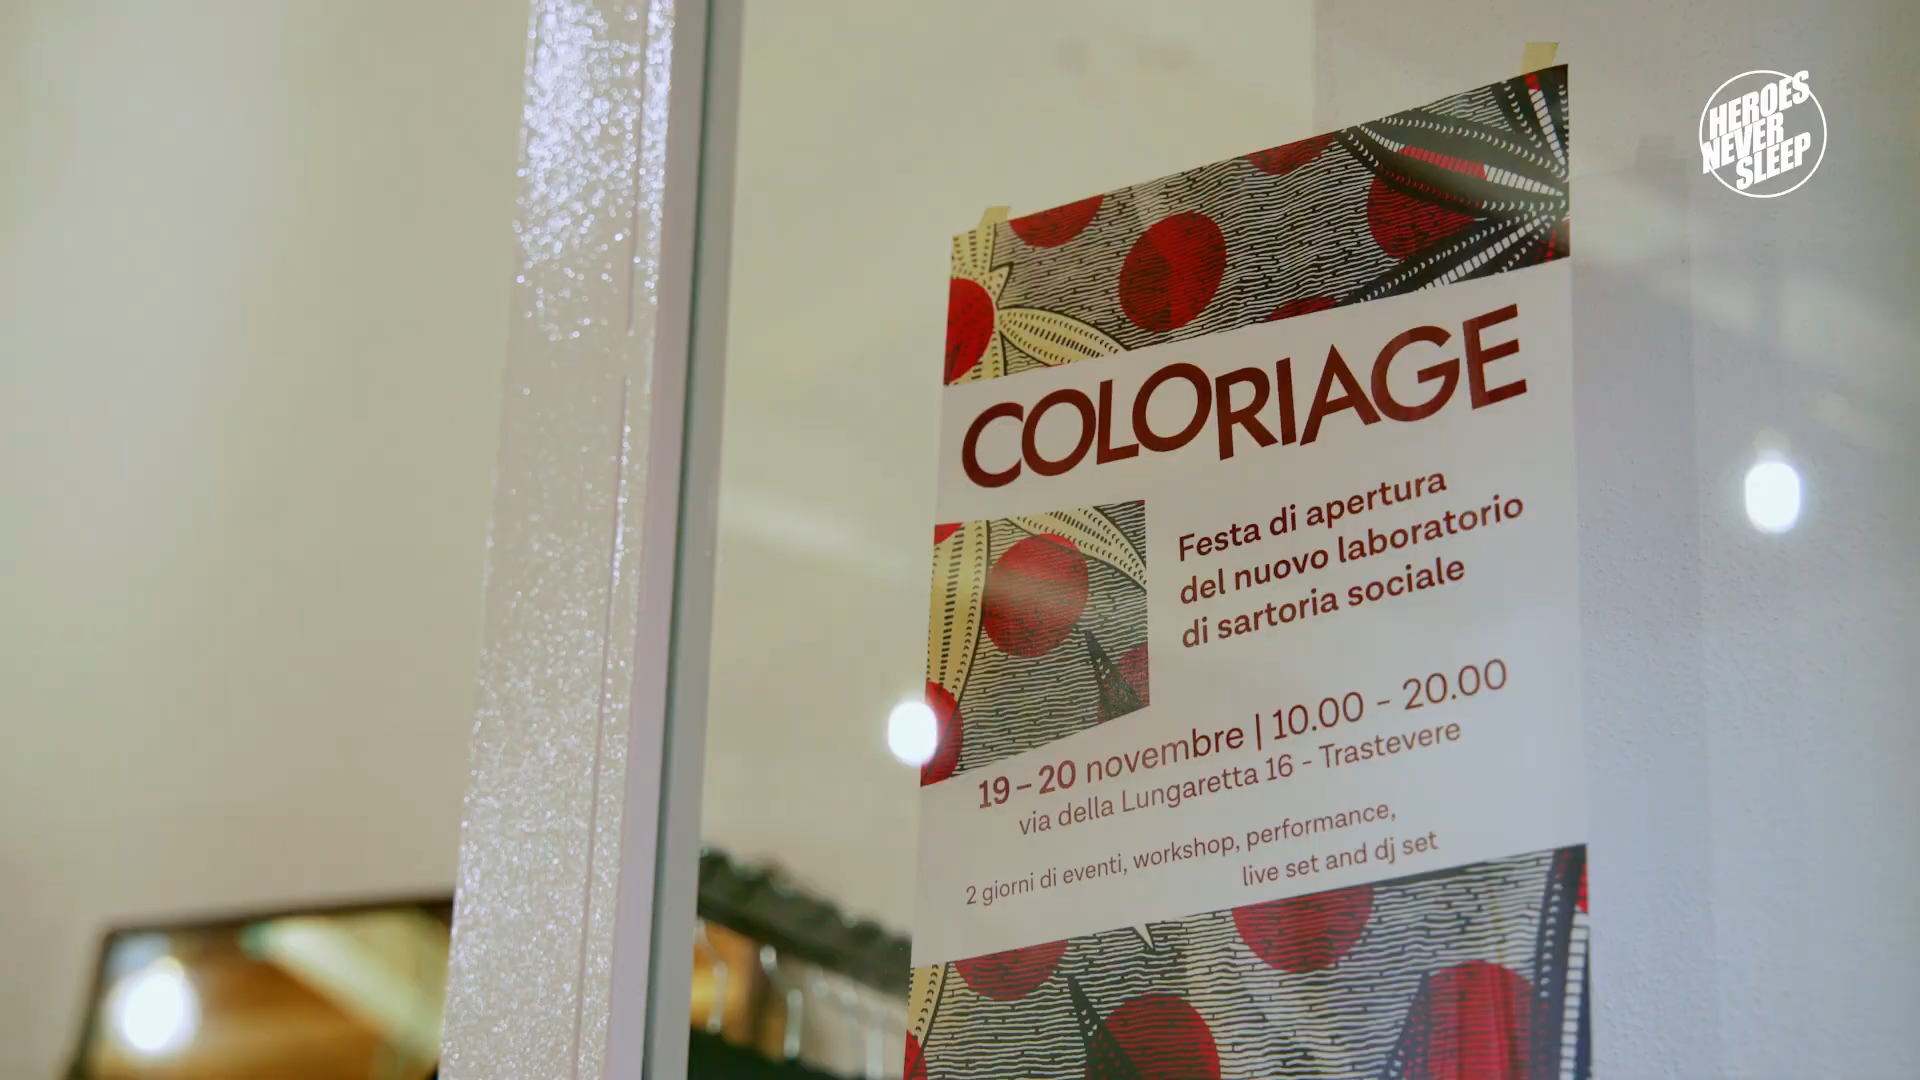 HEROES
NEVER
SLEEP
COLORIAGE
Festa di apertura
del nuovo laboratorio
di sartoria sociale
19 – 20 novembre | 10.00 - 20.00
via della Lungaretta 16 - Trastevere
2 giorni di eventi, workshop, performance,
live set and dj set